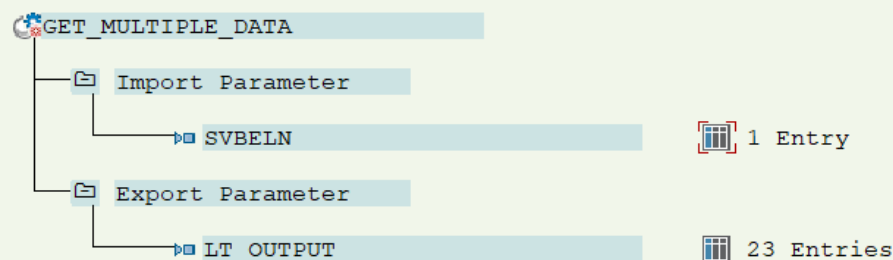 GET_MULTIPLE_DATA
Import Parameter
SVBELN 1 Entry
Export Parameter
LT_OUTPUT 23 Entries